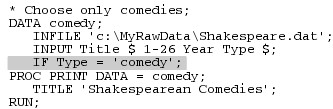 * Choose only comedies;
DATA comedy;
INFILE 'c:\MyRawData\Shakespeare.dat';
INPUT Title $ 1-26 Year Type $;
IF Type = 'comedy';
PROC PRINT DATA = comedy;
TITLE 'Shakespearean Comedies';
RUN;